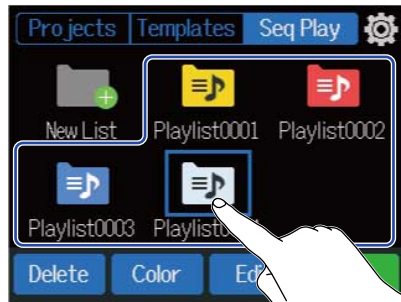 Projects Templates Seq Play
New List Playlist0001 Playlist0002
Playlist0003
Delete Color